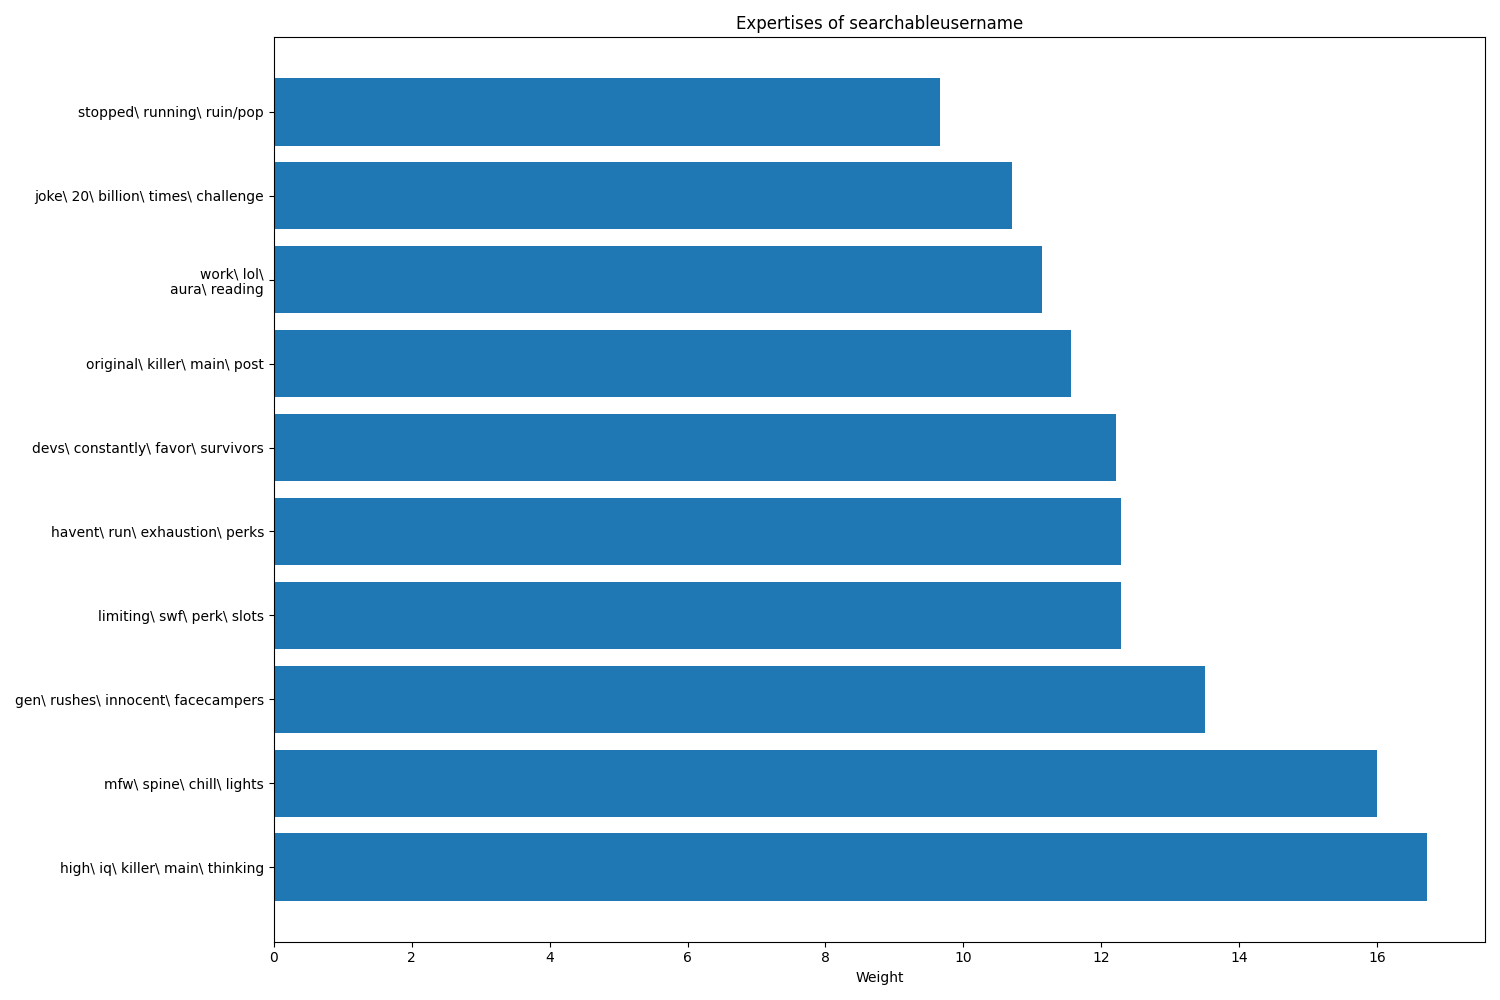 Expertises of searchableusername
stopped\ running\ ruin/pop
joke\ 20\ billion\ times\ challenge
work\ lol\
aura\ reading
original\ killer\ main\ post
devs\ constantly\ favor\ survivors
havent\ run\ exhaustion\ perks
limiting\ swf\ perk\ slots
gen\ rushes\ innocent\ facecampers
mfw\ spine\ chill\ lights
high\ iq\ killer\ main\ thinking
0 2 4 6 8 10 12 14 16
Weight